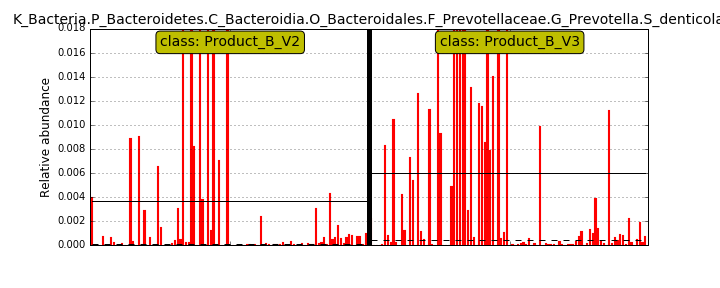 K_Bacteria.P_Bacteroidetes.C_Bacteroidia.O_Bacteroidales.F_Prevotellaceae.G_Prevotella.S_denticola
class: Product_B_V2
class: Product_B_V3
Relative abundance
0.018
0.016
0.014
0.012
0.010
0.008
0.006
0.004
0.002
0.000